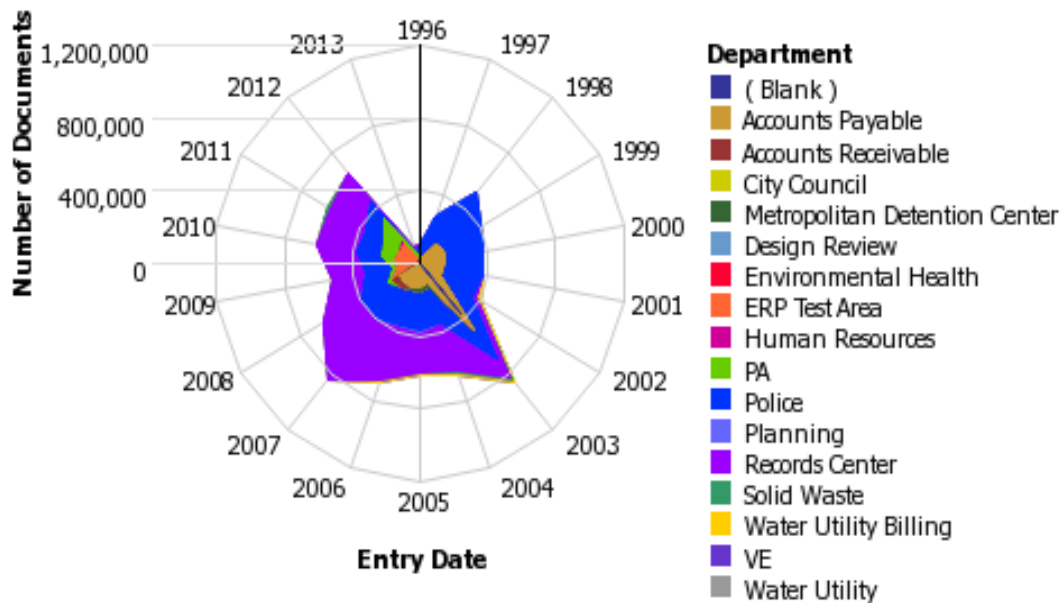 Number of Documents
1,200,000
800,000
400,000
0
1996
1997
1998
1999
2000
2001
2002
2003
2004
2005
2006
2007
2008
2009
2010
2011
2012
2013
Entry Date
Department
( Blank )
Accounts Payable
Accounts Receivable
City Council
Metropolitan Detention Center
Design Review
Environmental Health
ERP Test Area
Human Resources
PA
Police
Planning
Records Center
Solid Waste
Water Utility Billing
VE
Water Utility